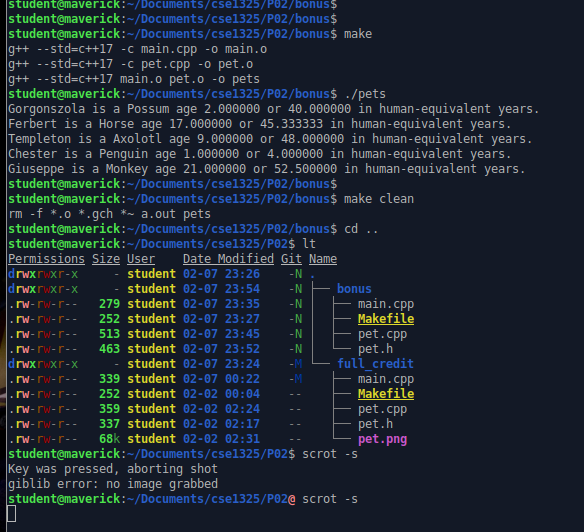 student@maverick:~/Documents/cse1325/P02/bonus$
student@maverick:~/Documents/cse1325/P02/bonus$
student@maverick:~/Documents/cse1325/P02/bonus$ make
g++ --std=c++17 -c main.cpp -o main.o
g++ --std=c++17 -c pet.cpp -o pet.o
g++ --std=c++17 main.o pet.o -o pets
student@maverick:~/Documents/cse1325/P02/bonus$ ./pets
Gorgonszola is a Possum age 2.000000 or 40.000000 in human-equivalent years.
Ferbert is a Horse age 17.000000 or 45.333333 in human-equivalent years.
Templeton is a Axolotl age 9.000000 or 48.000000 in human-equivalent years.
Chester is a Penguin age 1.000000 or 4.000000 in human-equivalent years.
Giuseppe is a Monkey age 21.000000 or 52.500000 in human-equivalent years.
student@maverick:~/Documents/cse1325/P02/bonus$
student@maverick:~/Documents/cse1325/P02/bonus$ make clean
rm -f *.o *.gch *~ a.out pets
student@maverick:~/Documents/cse1325/P02/bonus$ cd ..
student@maverick:~/Documents/cse1325/P02$ lt
Permissions Size User Date Modified Git Name
drwxrwxr-x - student 02-07 23:26 -N .
drwxrwxr-x - student 02-07 23:54 -N ├── bonus
.rw-rw-r-- 279 student 02-07 23:35 -N │ ├── main.cpp
.rw-rw-r-- 252 student 02-07 23:27 -N │ ├── Makefile
.rw-rw-r-- 513 student 02-07 23:45 -N │ ├── pet.cpp
.rw-rw-r-- 463 student 02-07 23:52 -N │ └── pet.h
drwxrwxr-x - student 02-07 23:24 -M └── full_credit
.rw-rw-r-- 339 student 02-07 00:22 -M ├── main.cpp
.rw-rw-r-- 252 student 02-02 00:04 -- ├── Makefile
.rw-rw-r-- 359 student 02-02 02:24 -- ├── pet.cpp
.rw-rw-r-- 337 student 02-02 02:17 -- ├── pet.h
.rw-rw-r-- 68k student 02-02 02:31 -- └── pet.png
student@maverick:~/Documents/cse1325/P02$ scrot -s
Key was pressed, aborting shot
giblib error: no image grabbed
student@maverick:~/Documents/cse1325/P02@ scrot -s